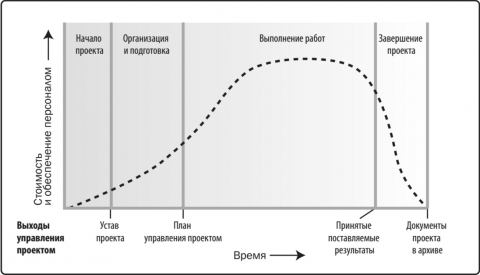 Начало
проекта
Организация
и подготовка
Выполнение работ
Завершение
проекта
Стоимость
и обеспечение персоналом
Выходы
управления
проектом
Устав
проекта
План
управления проектом
Принятые
поставляемые
результаты
Документы
проекта
в архиве
Время